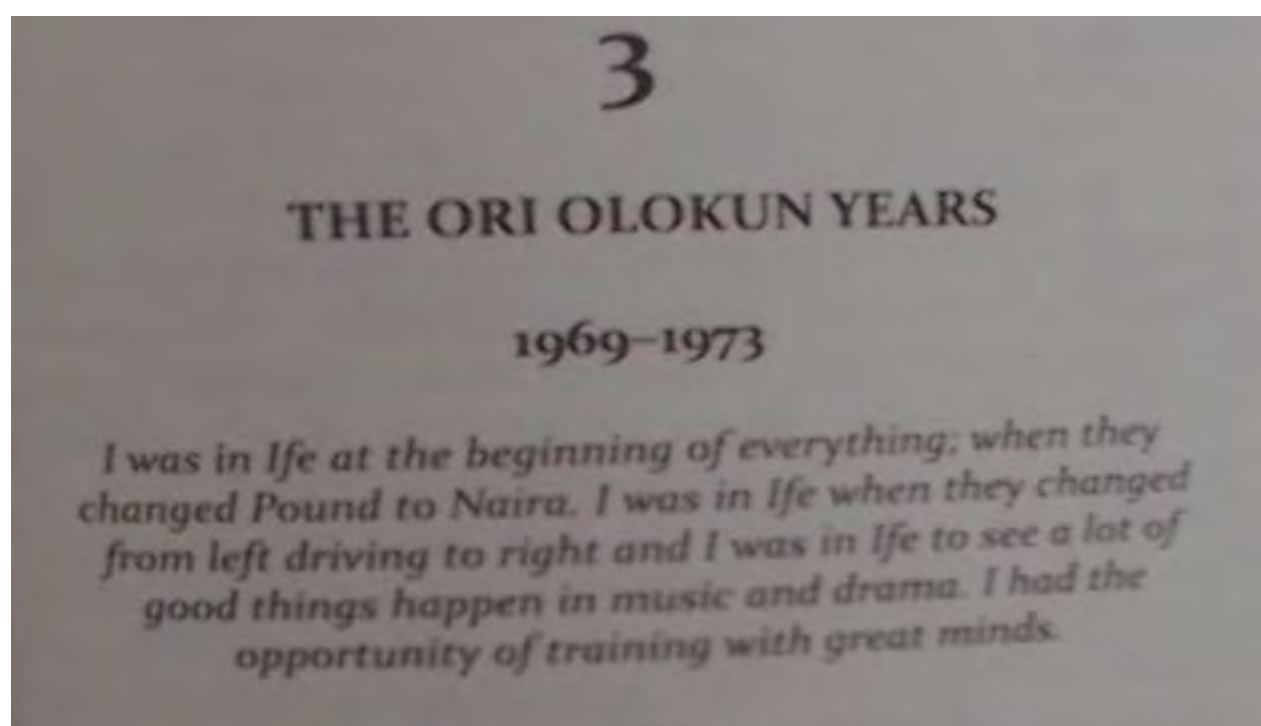 3
THE ORI OLOKUN YEARS
1969–1973
I was in Ife at the beginning of everything; when they
changed Pound to Naira. I was in Ife when they changed
from left driving to right and I was in Ife to see a lot of
good things happen in music and drama. I had the
opportunity of training with great minds.